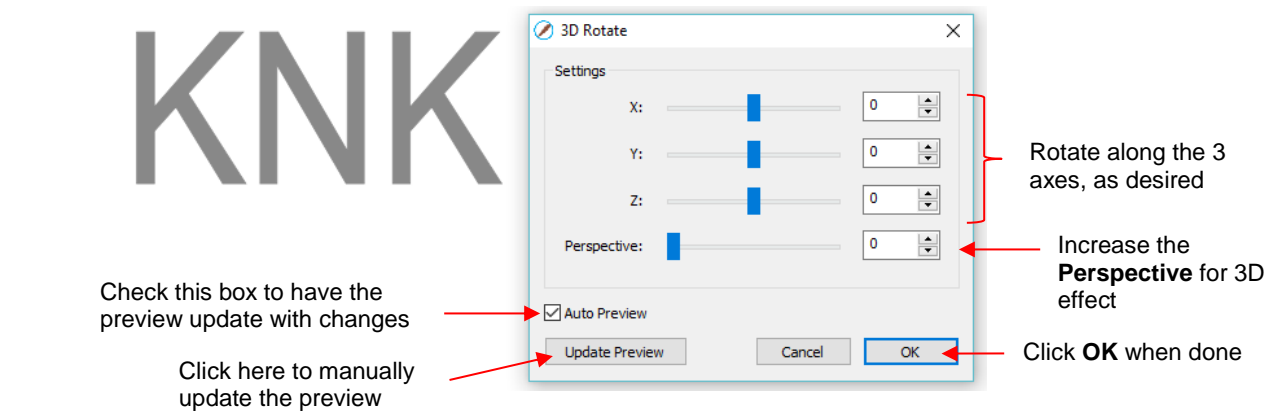 KNK
3D Rotate
Settings
X: 0
Y: 0
Z: 0
Perspective: 0
Auto Preview
Update Preview Cancel OK
Rotate along the 3
axes, as desired
Increase the
Perspective for 3D
effect
Check this box to have the
preview update with changes
Click here to manually
update the preview
Click OK when done